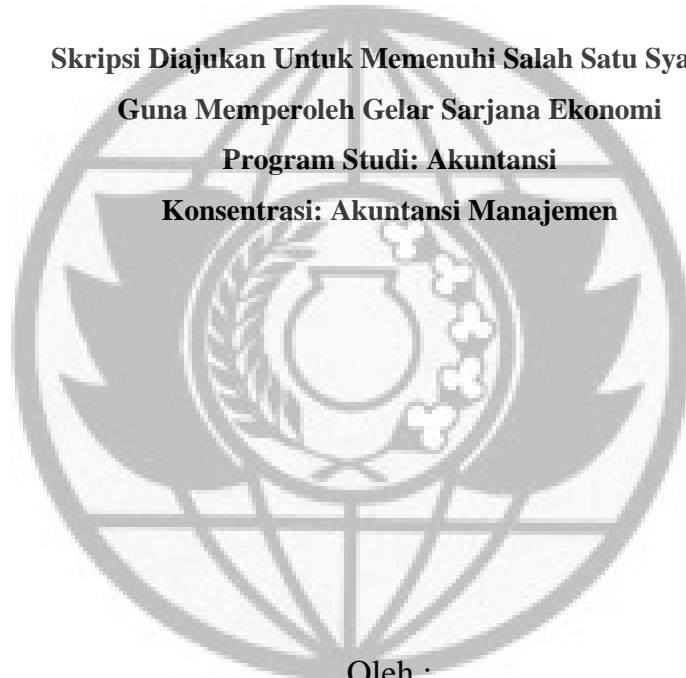 Skripsi Diajukan Untuk Memenuhi Salah Satu Sya
Guna Memperoleh Gelar Sarjana Ekonomi
Program Studi: Akuntansi
Konsentrasi: Akuntansi Manajemen
Oleh :